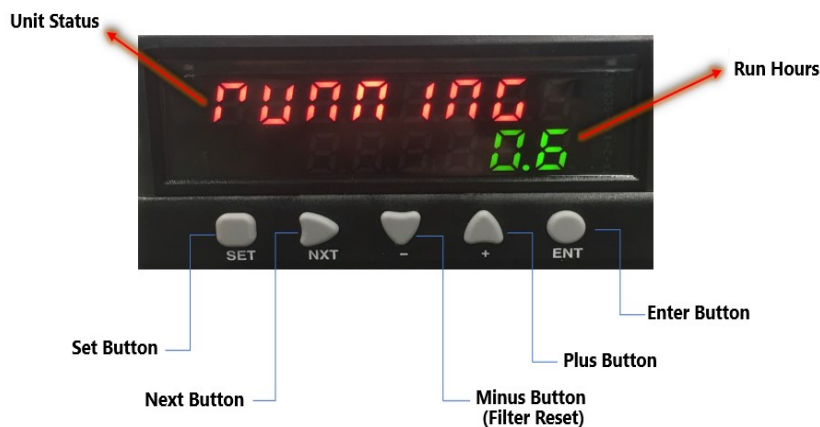 Unit Status
Run Hours
rUNNING
0.6
SET NXT - + ENT
Enter Button
Set Button
Plus Button
Next Button
Minus Button
(Filter Reset)